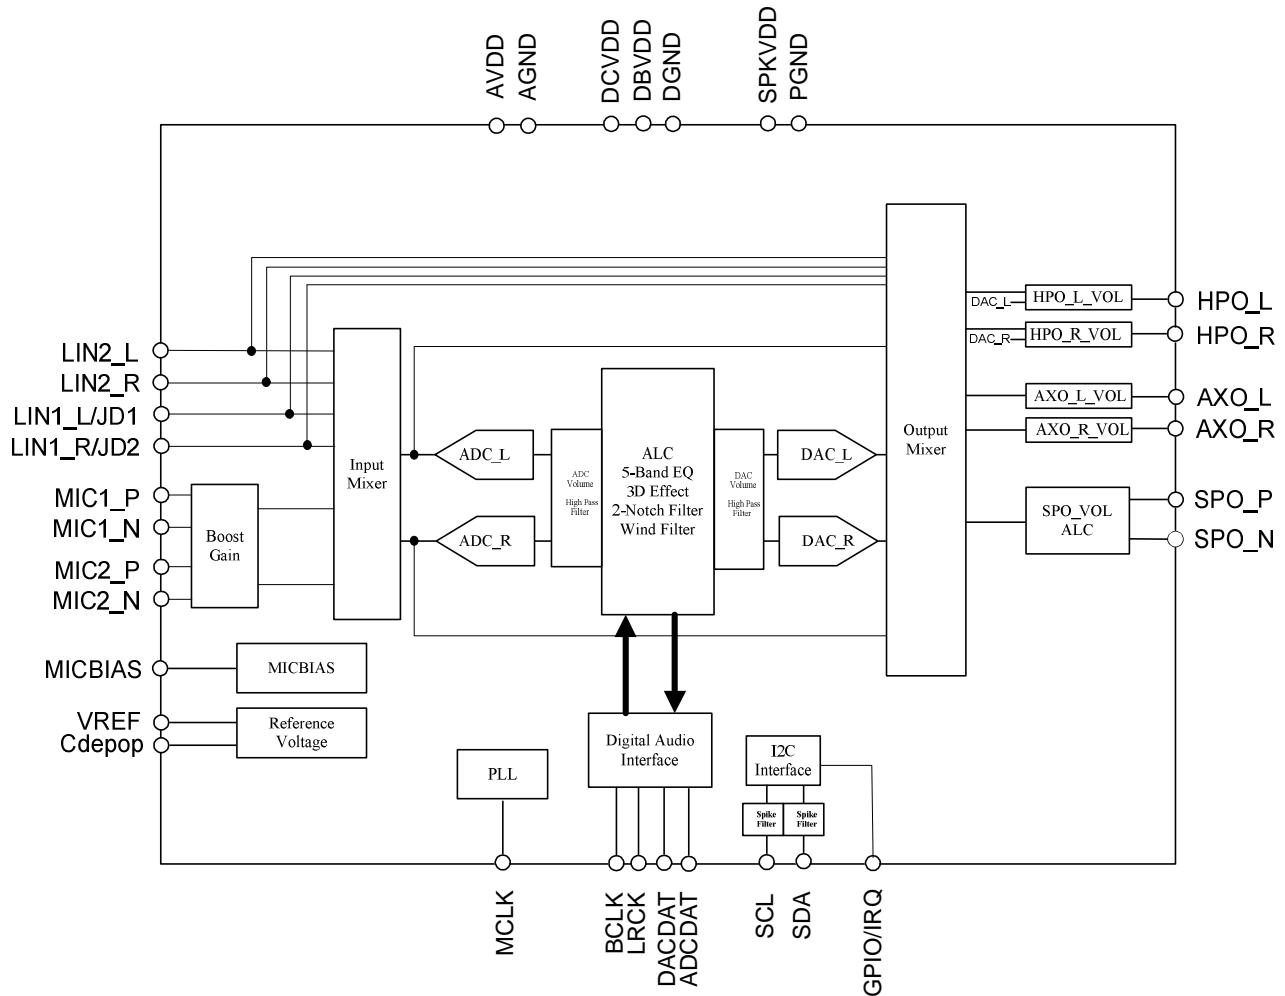 AVDD
AGND
DCVDD
DBVDD
DGND
SPKVDD
PGND
LIN2_L
LIN2_R
LIN1_L/JD1
LIN1_R/JD2
MIC1_P
MIC1_N
MIC2_P
MIC2_N
MICBIAS
VREF
Cdepop
Boost
Gain
MICBIAS
Reference
Voltage
Input
Mixer
ADC_L
ADC_R
ADC
Volume
High Pass
Filter
ALC
5-Band EQ
3D Effect
2-Notch Filter
Wind Filter
DAC
Volume
High Pass
Filter
DAC_L
DAC_R
Output
Mixer
DAC_L
HPO_L_VOL
DAC_R
HPO_R_VOL
AXO_L_VOL
AXO_R_VOL
SPO_VOL
ALC
HPO_L
HPO_R
AXO_L
AXO_R
SPO_P
SPO_N
PLL
Digital Audio
Interface
I2C
Interface
Spike
Filter
Spike
Filter
MCLK
BCLK
LRCK
DACDAT
ADCDAT
SCL
SDA
GPIO/IRQ